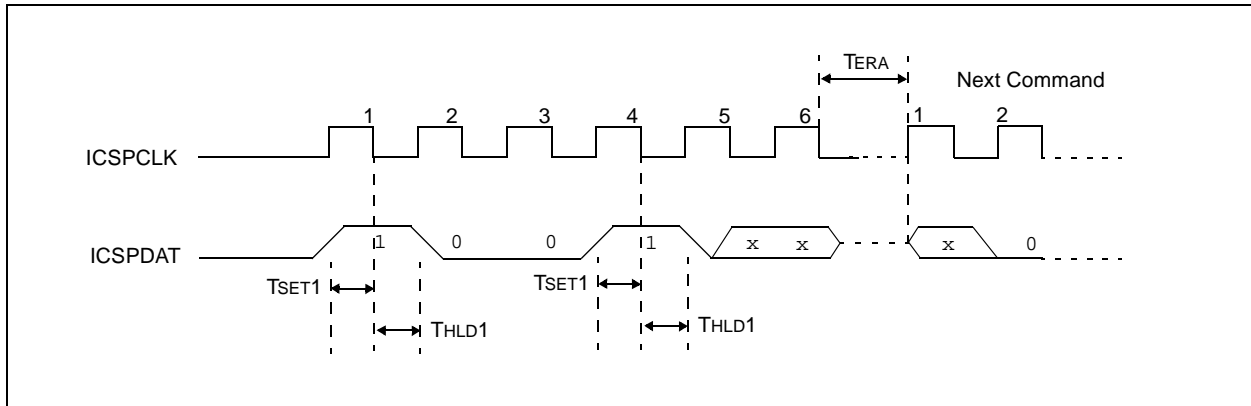 TERA
Next Command
1 2 3 4 5 6 1 2
ICSPCLK
1 0 0 1 x x x 0
ICSPDAT
TSET1 TSET1
THLD1 THLD1